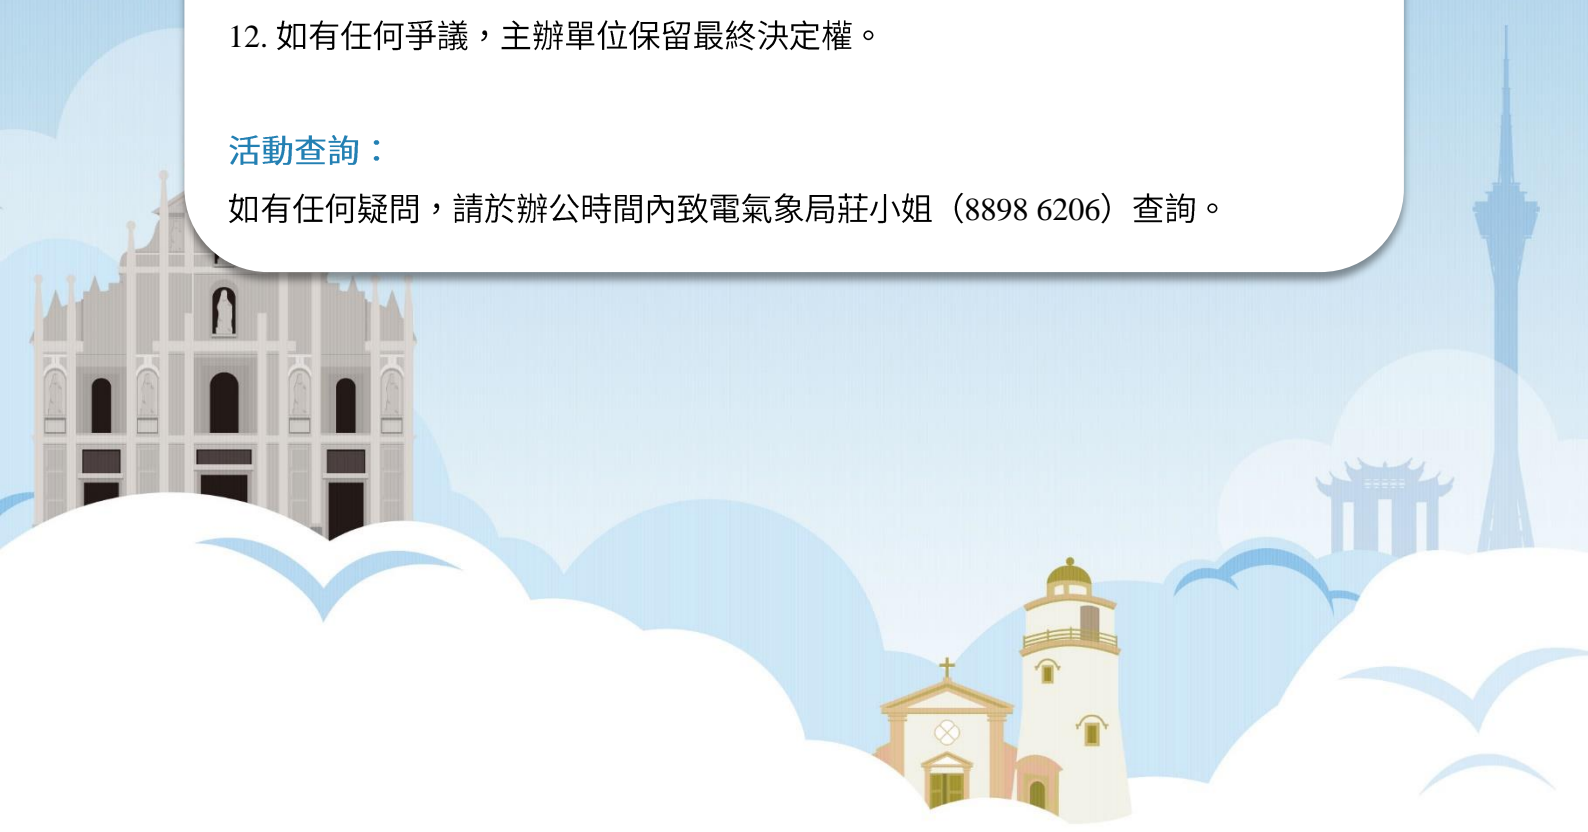 12. 如有任何爭議，主辦單位保留最終決定權。
活動查詢：
如有任何疑問，請於辦公時間內致電氣象局莊小姐（8898 6206）查詢。